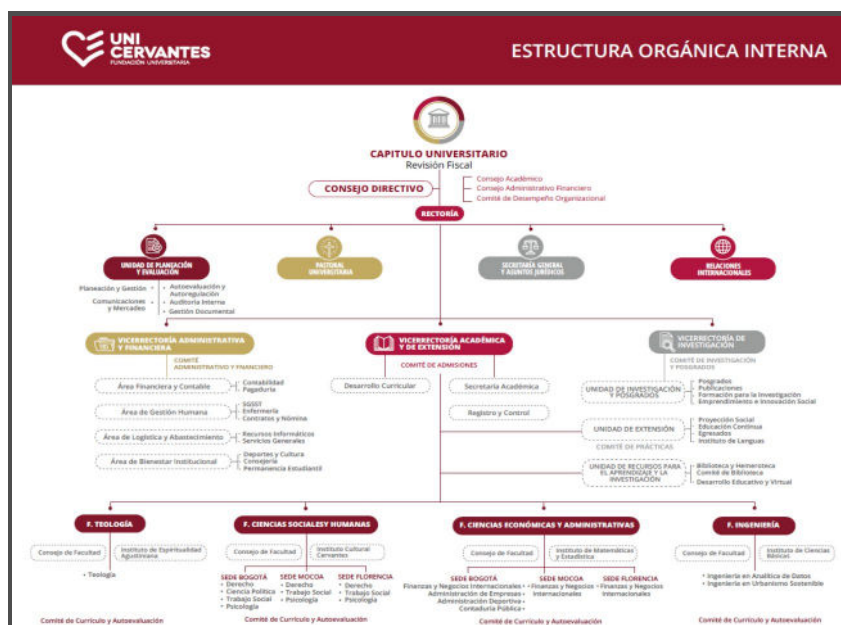 UNI
CERVANTES
FUNDACIÓN UNIVERSITARIA
ESTRUCTURA ORGÁNICA INTERNA
CAPITULO UNIVERSITARIO
Revisión Fiscal
CONSEJO DIRECTIVO
Consejo Académico
Consejo Administrativo Financiero
Comité de Desempeño Organizacional
RECTORÍA
UNIDAD DE PLANEACIÓN
Y EVALUACIÓN
PASTORAL
UNIVERSITARIA
SECRETARÍA GENERAL
Y ASUNTOS JURÍDICOS
RELACIONES
INTERNACIONALES
Planeación y Gestión •
Comunicaciones •
y Mercadeo
• Autoevaluación y
Autoregulación
• Auditoria Interna
• Gestión Documental
VICERRECTORÍA ADMINISTRATIVA
Y FINANCIERA
COMITÉ
ADMINISTRATIVO Y FINANCIERO
Área Financiera y Contable
Contabilidad
Pagaduría
Área de Gestión Humana
SGSST
Enfermería
Contratos y Nómina
Área de Logística y Abastecimiento
Recursos Informáticos
Servicios Generales
Área de Bienestar Institucional
Deportes y Cultura
Consejería
Permanencia Estudiantil
VICERRECTORÍA ACADÉMICA
Y DE EXTENSIÓN
COMITÉ DE ADMISIONES
Desarrollo Curricular
Secretaría Académica
Registro y Control
VICERRECTORÍA DE
INVESTIGACIÓN
COMITÉ DE INVESTIGACIÓN
Y POSGRADOS
UNIDAD DE INVESTIGACIÓN
Y POSGRADOS
Posgrados
Publicaciones
Formación para la Investigación
Emprendimiento e Innovación Social
UNIDAD DE EXTENSIÓN
Proyección Social
Educación Continua
Egresados
Instituto de Lenguas
COMITÉ DE PRÁCTICAS
UNIDAD DE RECURSOS PARA
EL APRENDIZAJE Y LA
INVESTIGACIÓN
Biblioteca y Hemeroteca
Comité de Biblioteca
Desarrollo Educativo y Virtual
F. TEOLOGÍA
Consejo de Facultad
Instituto de Espiritualidad
Agustiniana
• Teología
Comité de Currículo y Autoevaluación
F. CIENCIAS SOCIALESY HUMANAS
Consejo de Facultad
Instituto Cultural
Cervantes
SEDE BOGOTÁ
• Derecho
• Ciencia Política
• Trabajo Social
• Psicología
SEDE MOCOA
• Derecho
• Trabajo Social
• Psicología
SEDE FLORENCIA
• Derecho
• Trabajo Social
• Psicología
Comité de Currículo y Autoevaluación
F. CIENCIAS ECONÓMICAS Y ADMINISTRATIVAS
Consejo de Facultad
Instituto de Matemáticas
y Estadística
SEDE BOGOTÁ
Finanzas y Negocios Internacionales •
Administración de Empresas •
Administración Deportiva •
Contaduría Pública •
SEDE MOCOA
• Finanzas y Negocios
Internacionales
SEDE FLORENCIA
• Finanzas y Negocios
Internacionales
Comité de Currículo y Autoevaluación
F. INGENIERÍA
Consejo de Facultad
Instituto de Ciencias
Básicas
• Ingeniería en Analítica de Datos
• Ingeniería en Urbanismo Sostenible
Comité de Currículo y Autoevaluación